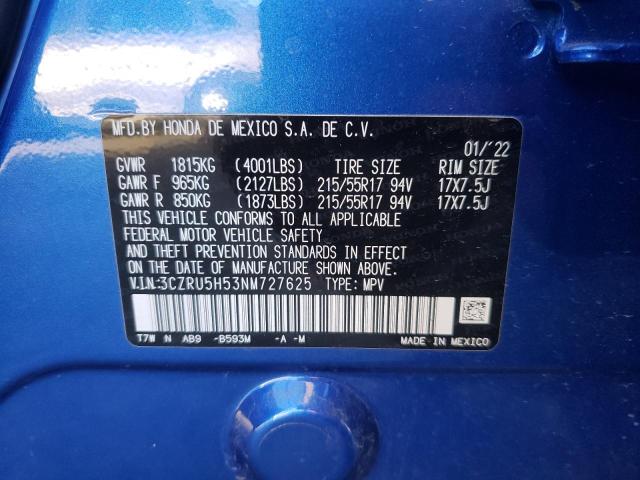 MFD.BY HONDA DE MEXICO S.A. DE C.V.
01/'22
GVWR 1815KG (4001LBS) TIRE SIZE RIM SIZE
GAWR F 965KG (2127LBS) 215/55R17 94V 17X7.5J
GAWR R 850KG (1873LBS) 215/55R17 94V 17X7.5J
THIS VEHICLE CONFORMS TO ALL APPLICABLE
FEDERAL MOTOR VEHICLE SAFETY
AND THEFT PREVENTION STANDARDS IN EFFECT
ON THE DATE OF MANUFACTURE SHOWN ABOVE.
V.I.N:3CZRU5H53NM727625 TYPE: MPV
T7W N AB9 -B593M -A -M MADE IN MEXICO